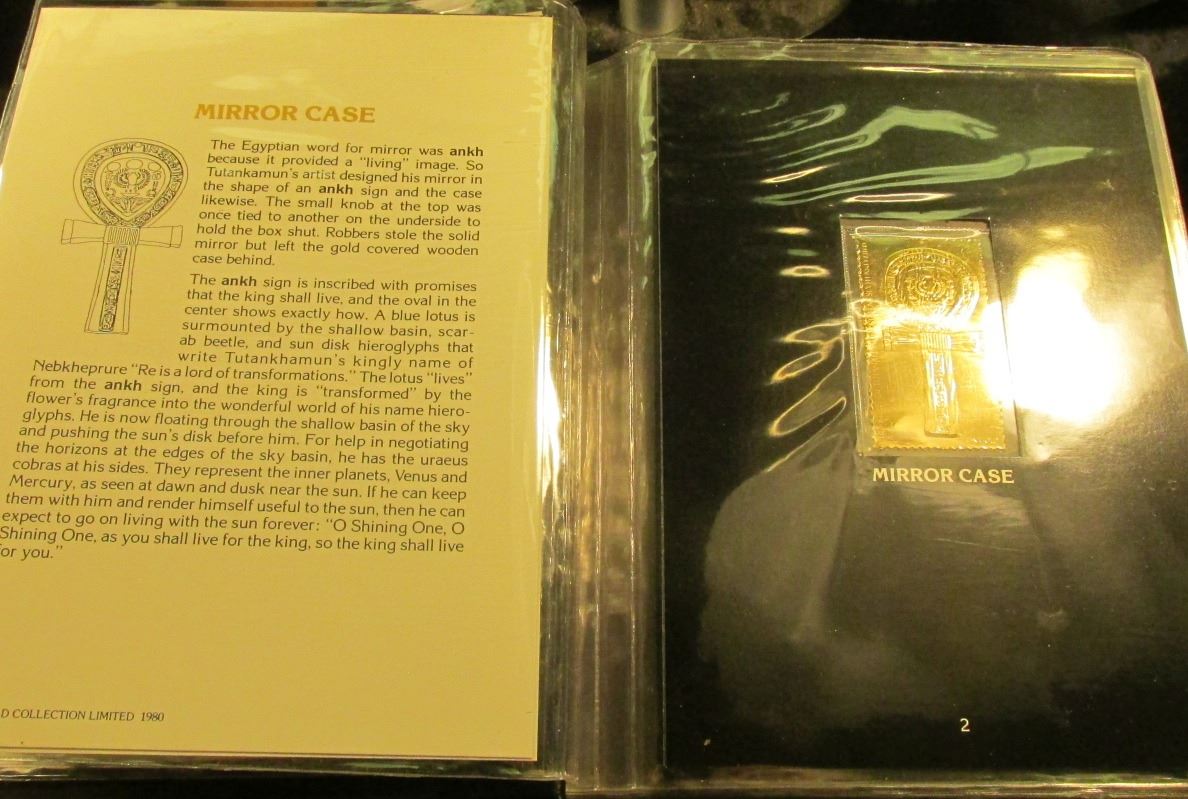 MIRROR CASE
The Egyptian word for mirror was ankh
because it provided a "living" image. So
Tutankamun's artist designed his mirror in
the shape of an ankh sign and the case
likewise. The small knob at the top was
once tied to another on the underside to
hold the box shut. Robbers stole the solid
mirror but left the gold covered wooden
case behind.
The ankh sign is inscribed with promises
that the king shall live, and the oval in the
center shows exactly how. A blue lotus is
surmounted by the shallow basin, scar-
ab beetle, and sun disk hieroglyphs that
write Tutankhamun's kingly name of
Nebkheprure "Re is a lord of transformations." The lotus "lives"
from the ankh sign, and the king is "transformed" by the
flower's fragrance into the wonderful world of his name hiero-
glyphs. He is now floating through the shallow basin of the sky
and pushing the sun's disk before him. For help in negotiating
the horizons at the edges of the sky basin, he has the uraeus
cobras at his sides. They represent the inner planets, Venus and
Mercury, as seen at dawn and dusk near the sun. If he can keep
them with him and render himself useful to the sun, then he can
expect to go on living with the sun forever: "O Shining One, O
Shining One, as you shall live for the king, so the king shall live
for you."
D COLLECTION LIMITED 1980
MIRROR CASE
2